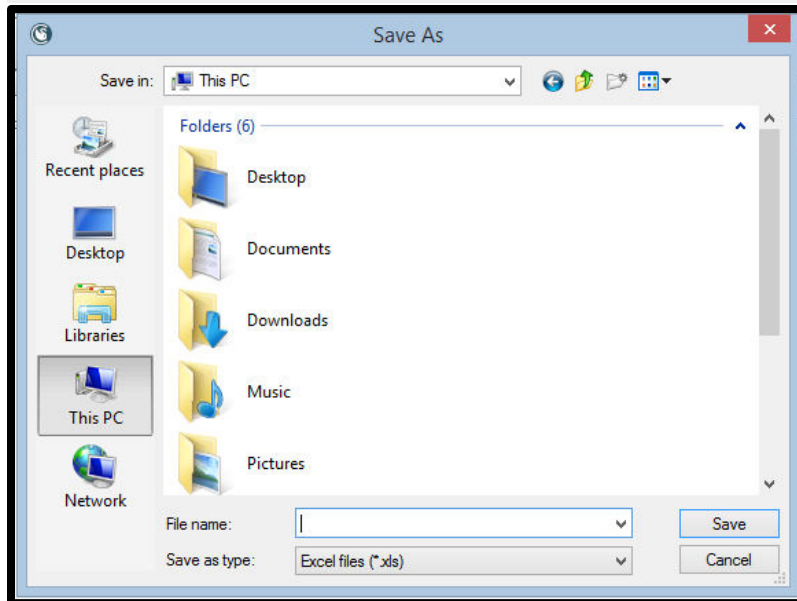 Save As
Save in:
This PC
Recent places
Desktop
Libraries
This PC
Network
Folders (6)
Desktop
Documents
Downloads
Music
Pictures
File name:
Save
Save as type:
Excel files (*.xls)
Cancel